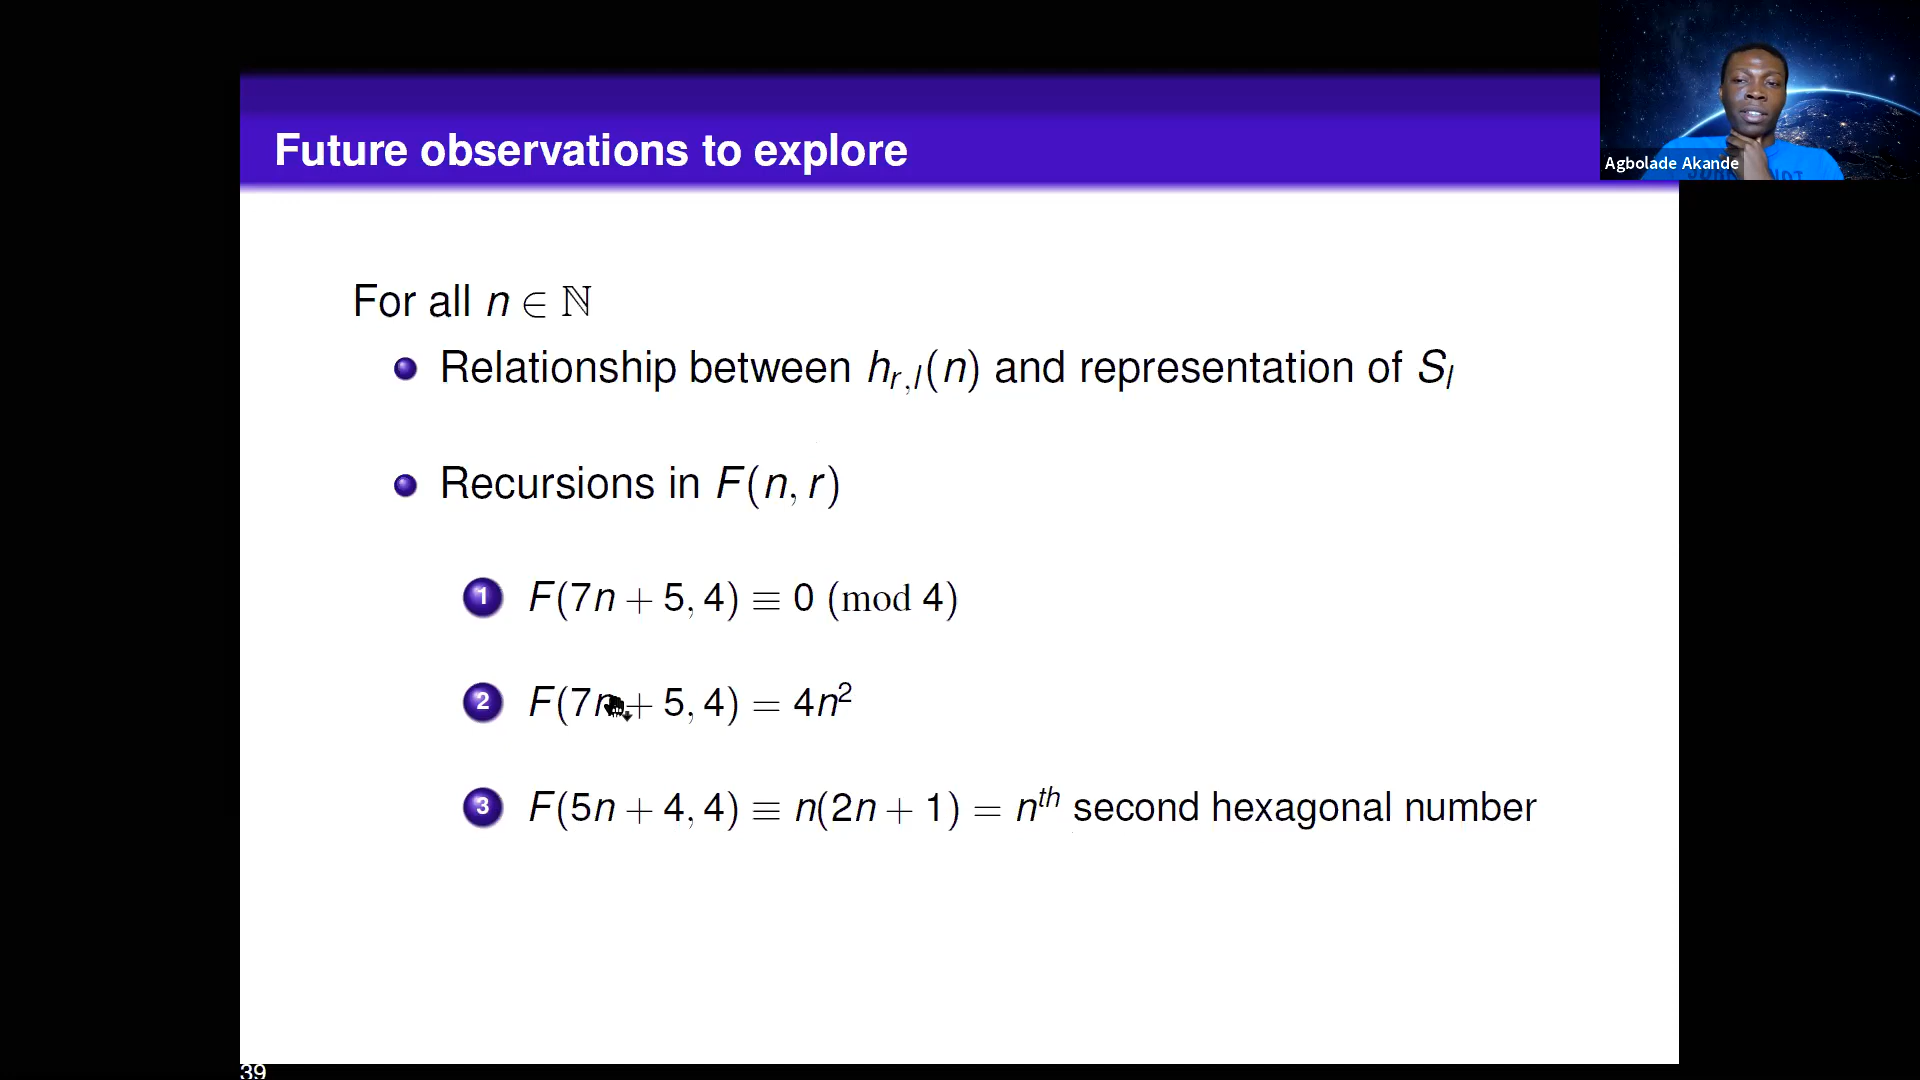 Future observations to explore
Agbolade Akande
For all n ∈ ℕ
Relationship between h_{r,l}(n) and representation of S_l
Recursions in F(n, r)
1 F(7n + 5, 4) ≡ 0 (mod 4)
2 F(7n + 5, 4) = 4n²
3 F(5n + 4, 4) ≡ n(2n + 1) = n^{th} second hexagonal number
39